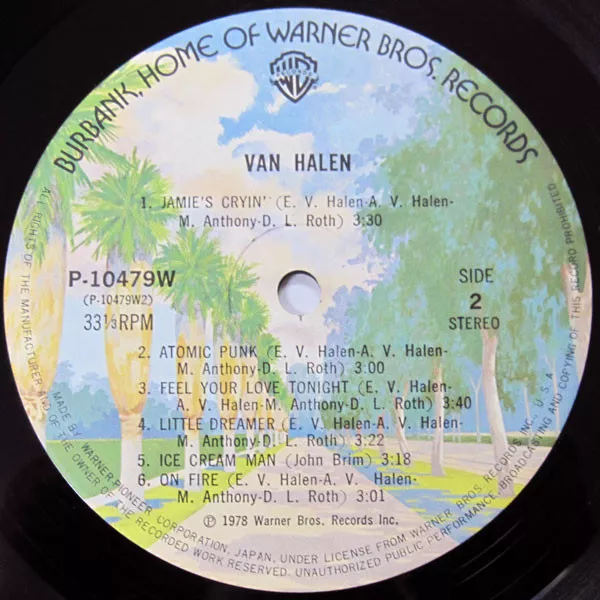 BURBANK, HOME OF WARNER BROS. RECORDS
VAN HALEN
1. JAMIE'S CRYIN' (E. V. Halen-A. V. Halen-
M. Anthony-D. L. Roth) 3:30
P-10479W
(P-10479W2)
33⅓RPM
SIDE
2
STEREO
2. ATOMIC PUNK (E. V. Halen-A. V. Halen-
M. Anthony-D. L. Roth) 3:00
3. FEEL YOUR LOVE TONIGHT (E. V. Halen-
A. V. Halen-M. Anthony-D. L. Roth) 3:40
4. LITTLE DREAMER (E. V. Halen-A. V. Halen-
M. Anthony-D. L. Roth) 3:22
5. ICE CREAM MAN (John Brim) 3:18
6. ON FIRE (E. V. Halen-A. V. Halen-
M. Anthony-D. L. Roth) 3:01
Ⓟ 1978 Warner Bros. Records Inc.
MADE BY WARNER-PIONEER CORPORATION, JAPAN, UNDER LICENSE FROM WARNER BROS. RECORDS INC., U.S.A.
ALL RIGHTS OF THE MANUFACTURER AND OF THE OWNER OF THE RECORDED WORK RESERVED. UNAUTHORIZED PUBLIC PERFORMANCE, BROADCASTING AND COPYING OF THIS RECORD PROHIBITED.